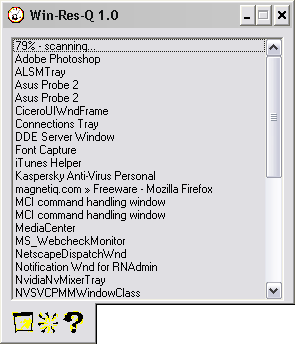 Win-Res-Q 1.0
79% - scanning...
Adobe Photoshop
ALSMTray
Asus Probe 2
Asus Probe 2
CiceroUIWndFrame
Connections Tray
DDE Server Window
Font Capture
iTunes Helper
Kaspersky Anti-Virus Personal
magnetiq.com » Freeware - Mozilla Firefox
MCI command handling window
MCI command handling window
MediaCenter
MS_WebcheckMonitor
NetscapeDispatchWnd
Notification Wnd for RNAdmin
NvidiaNvMixerTray
NVSVCPMMWindowClass
?